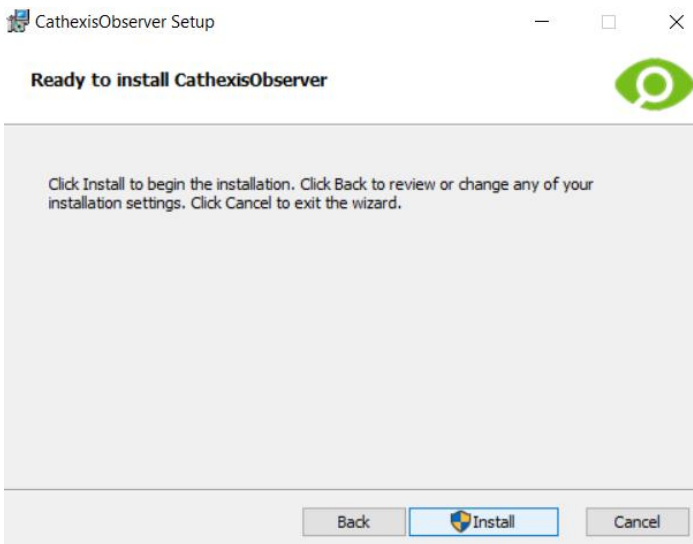 CathexisObserver Setup
Ready to install CathexisObserver
Click Install to begin the installation. Click Back to review or change any of your
installation settings. Click Cancel to exit the wizard.
Back
Install
Cancel